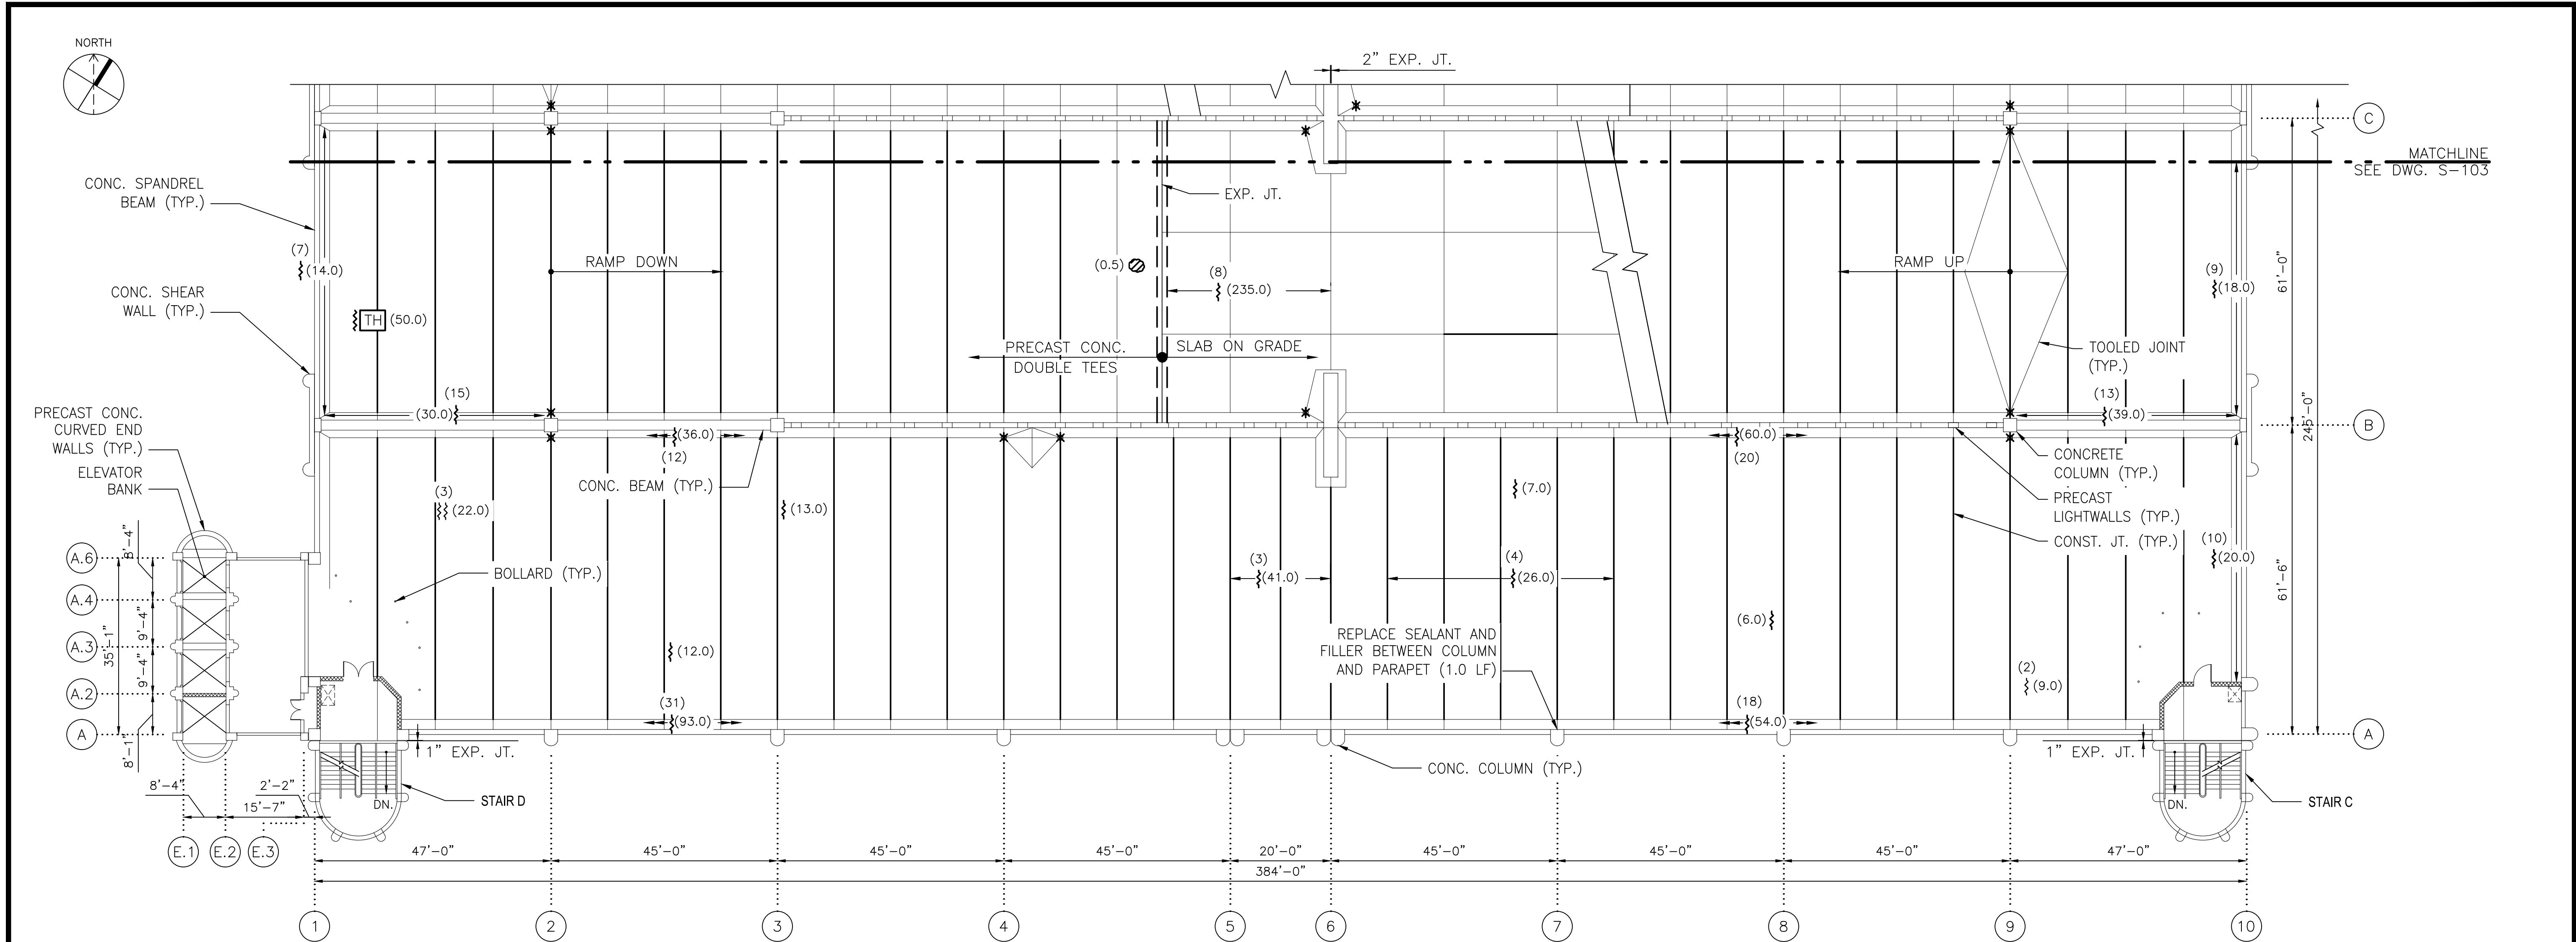 NORTH
2" EXP. JT.
C
MATCHLINE
SEE DWG. S-103
CONC. SPANDREL
BEAM (TYP.)
EXP. JT.
(7)
(14.0)
RAMP DOWN
(0.5)
(8)
(235.0)
RAMP UP
(9)
(18.0)
61'-0"
CONC. SHEAR
WALL (TYP.)
TH
(50.0)
PRECAST CONC.
DOUBLE TEES
SLAB ON GRADE
TOOLED JOINT
(TYP.)
(15)
(30.0)
(13)
(39.0)
245'-0"
PRECAST CONC.
CURVED END
WALLS (TYP.)
B
(36.0)
(12)
(60.0)
(20)
CONCRETE
COLUMN (TYP.)
ELEVATOR
BANK
CONC. BEAM (TYP.)
(3)
(22.0)
(13.0)
(7.0)
PRECAST
LIGHTWALLS (TYP.)
CONST. JT. (TYP.)
8'-4"
A.6
A.4
A.3
A.2
A
35'-1"
9'-4"
9'-4"
8'-1"
BOLLARD (TYP.)
(3)
(41.0)
(4)
(26.0)
(10)
(20.0)
61'-6"
(6.0)
REPLACE SEALANT AND
FILLER BETWEEN COLUMN
AND PARAPET (1.0 LF)
(12.0)
(2)
(9.0)
(31)
(93.0)
(18)
(54.0)
A
1" EXP. JT.
1" EXP. JT.
CONC. COLUMN (TYP.)
8'-4"
15'-7"
2'-2"
DN.
STAIR D
DN.
STAIR C
E.1
E.2
E.3
47'-0"
45'-0"
45'-0"
45'-0"
20'-0"
45'-0"
45'-0"
45'-0"
47'-0"
384'-0"
1
2
3
4
5
6
7
8
9
10